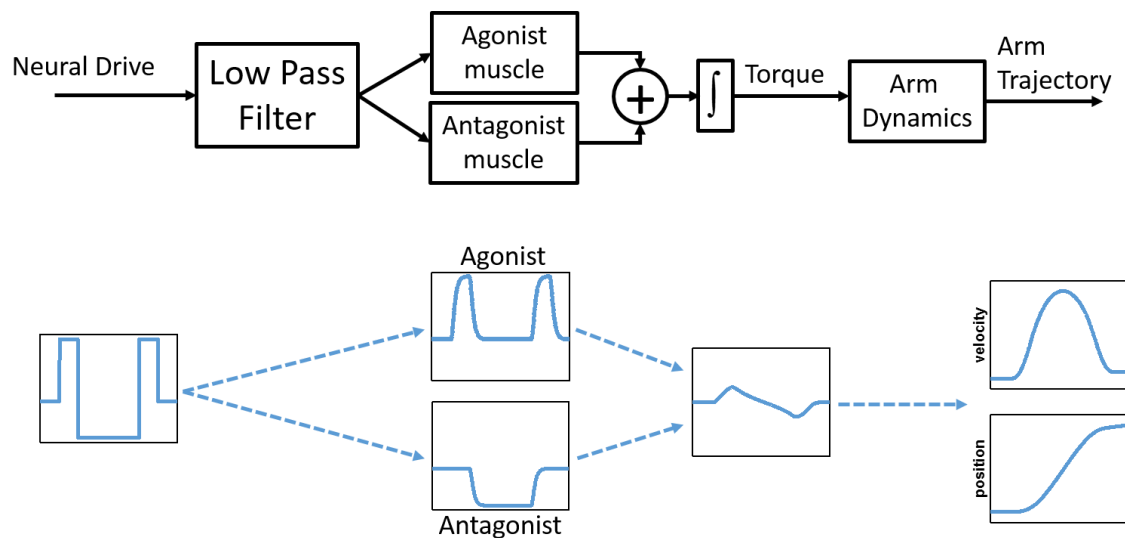 Neural Drive
Low Pass
Filter
Agonist
muscle
Antagonist
muscle
+
∫
Torque
Arm
Dynamics
Arm
Trajectory
Agonist
Antagonist
velocity
position